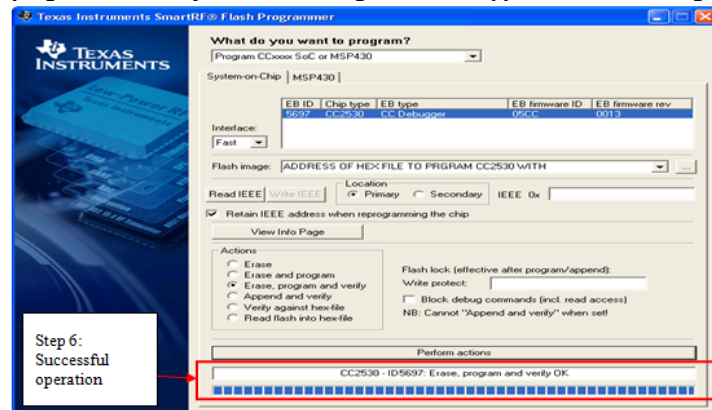 Texas Instruments SmartRF® Flash Programmer
TEXAS
INSTRUMENTS
Low-Power RF
What do you want to program?
Program CCxxxx SoC or MSP430
System-on-Chip MSP430
EB ID Chip type EB type EB firmware ID EB firmware rev
5697 CC2530 CC Debugger 05CC 0013
Interface:
Fast
Flash image: ADDRESS OF HEX FILE TO PRGRAM CC2530 WITH ...
Location
Read IEEE Write IEEE Primary Secondary IEEE 0x
Retain IEEE address when reprogramming the chip
View Info Page
Actions
Erase
Erase and program
Erase, program and verify
Append and verify
Verify against hex-file
Read flash into hex-file
Flash lock (effective after program/append):
Write protect:
Block debug commands (incl. read access)
NB: Cannot "Append and verify" when set!
Perform actions
CC2530 - ID5697: Erase, program and verify OK
Step 6:
Successful
operation